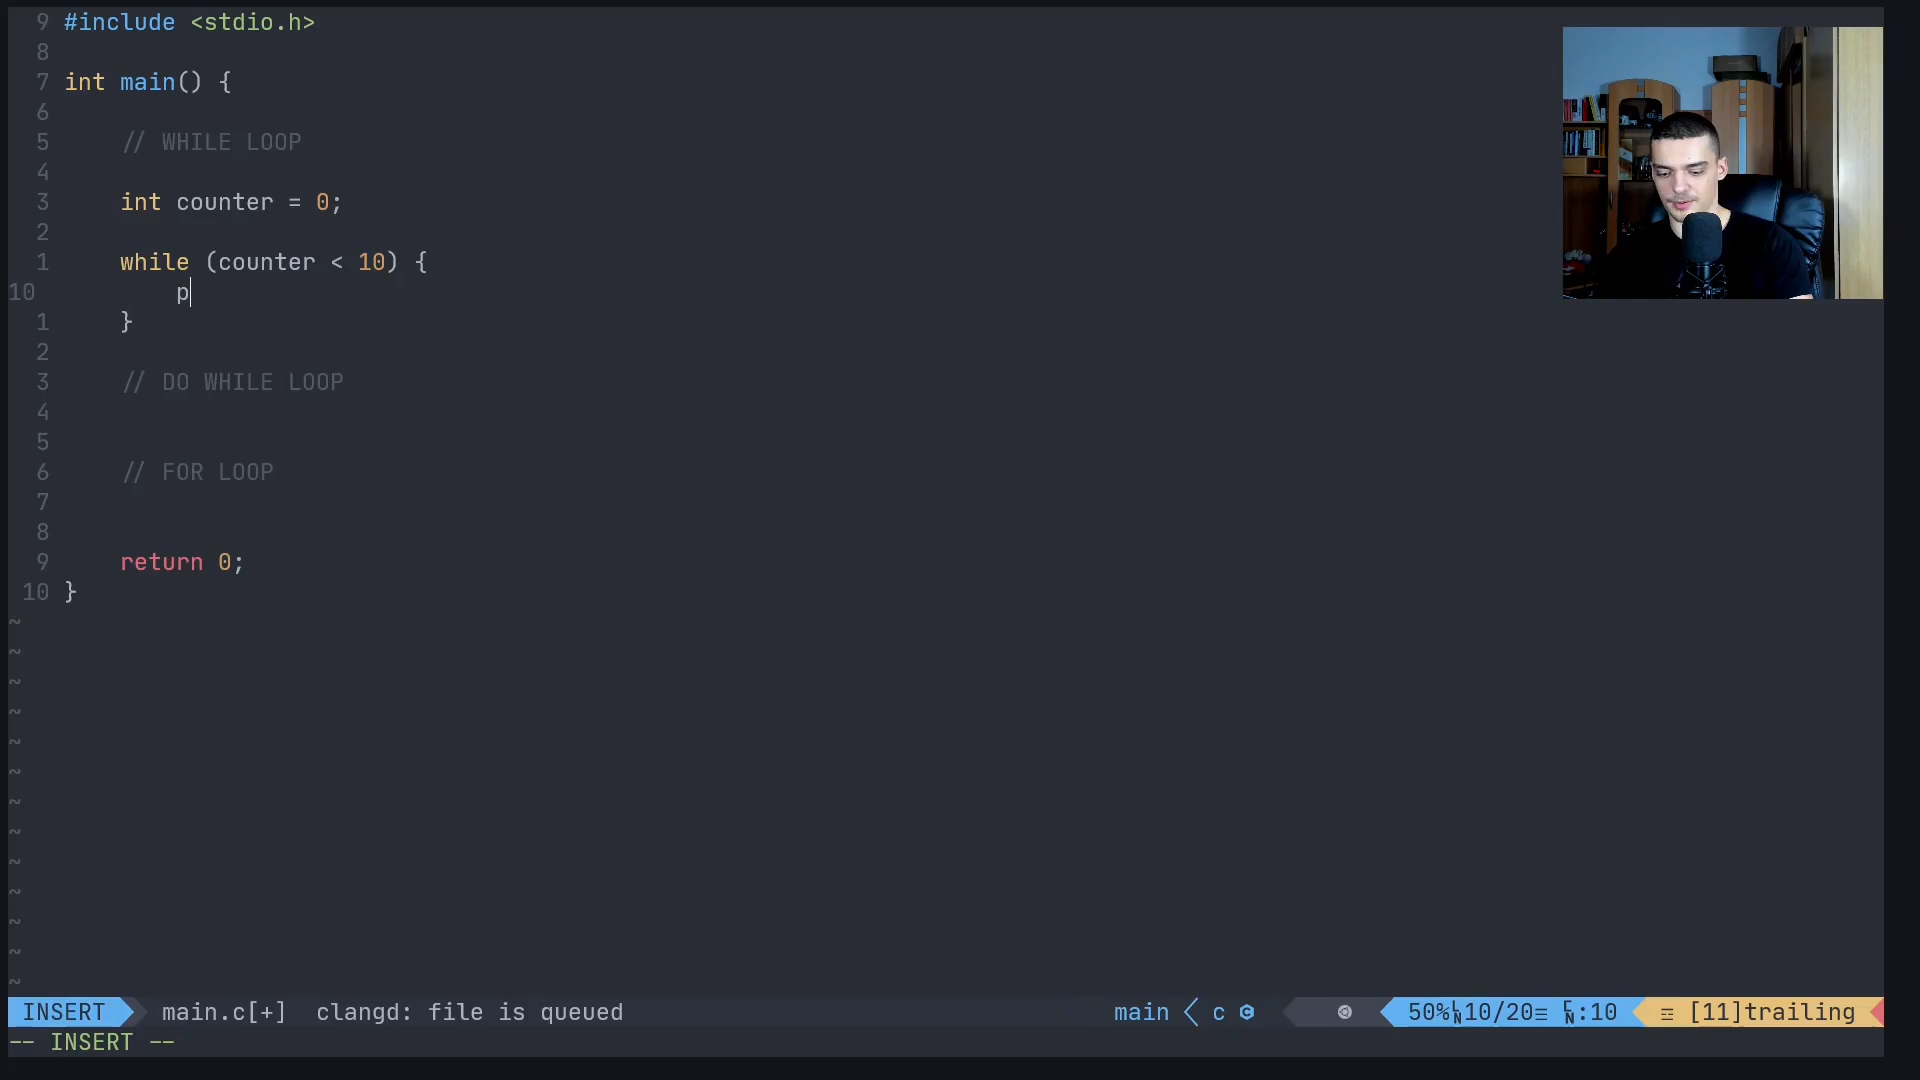 9 #include <stdio.h>
8
7 int main() {
6
5 // WHILE LOOP
4
3 int counter = 0;
2
1 while (counter < 10) {
10 p
1 }
2
3 // DO WHILE LOOP
4
5
6 // FOR LOOP
7
8
9 return 0;
10 }
~
~
~
~
~
~
~
~
~
~
~
~
~
INSERT main.c[+] clangd: file is queued main < c 50% LN 10/20≡ CN:10 ☲ [11]trailing
-- INSERT --